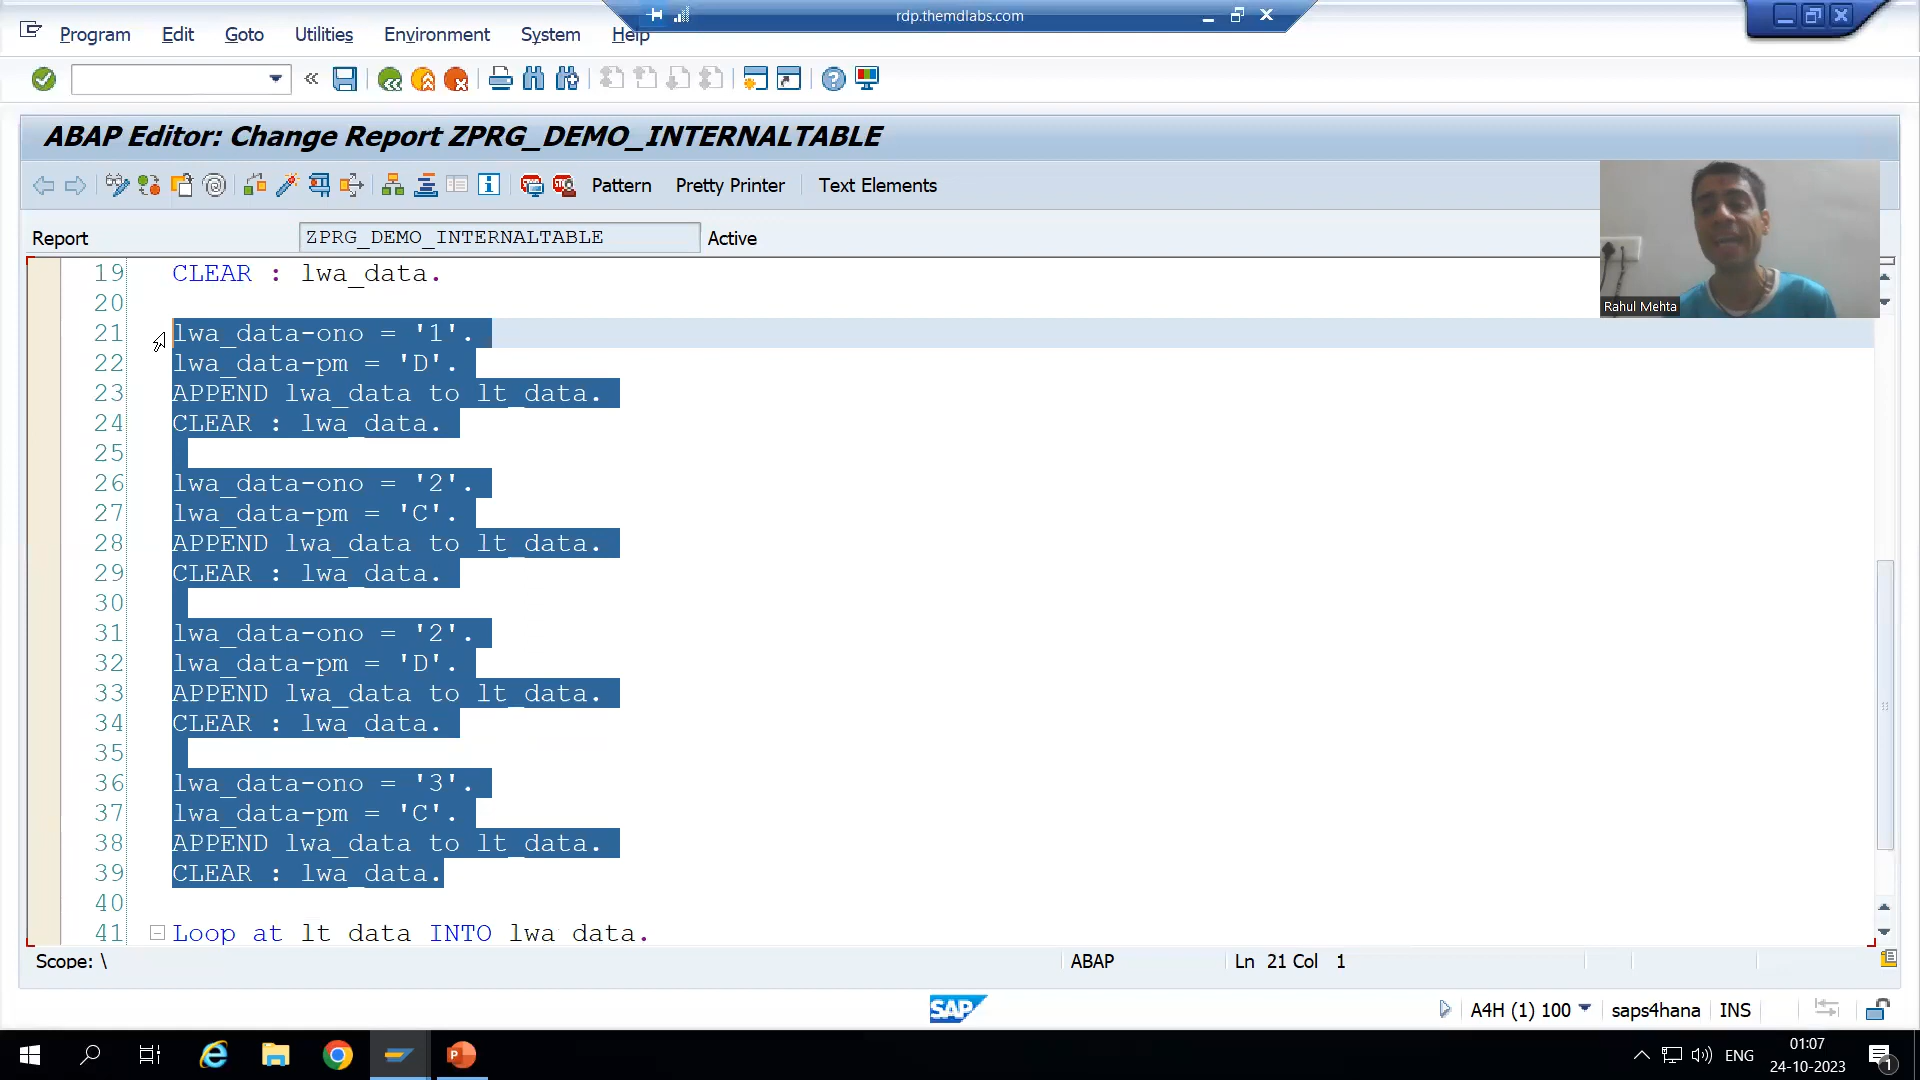 rdp.themdlabs.com
Program Edit Goto Utilities Environment System Help
ABAP Editor: Change Report ZPRG_DEMO_INTERNALTABLE
Pattern Pretty Printer Text Elements
Report ZPRG_DEMO_INTERNALTABLE Active
Rahul Mehta
19 CLEAR : lwa_data.
20
21 lwa_data-ono = '1'.
22 lwa_data-pm = 'D'.
23 APPEND lwa_data to lt_data.
24 CLEAR : lwa_data.
25
26 lwa_data-ono = '2'.
27 lwa_data-pm = 'C'.
28 APPEND lwa_data to lt_data.
29 CLEAR : lwa_data.
30
31 lwa_data-ono = '2'.
32 lwa_data-pm = 'D'.
33 APPEND lwa_data to lt_data.
34 CLEAR : lwa_data.
35
36 lwa_data-ono = '3'.
37 lwa_data-pm = 'C'.
38 APPEND lwa_data to lt_data.
39 CLEAR : lwa_data.
40
41 Loop at lt_data INTO lwa_data.
Scope: \ ABAP Ln 21 Col 1
SAP A4H (1) 100 saps4hana INS
ENG 01:07
24-10-2023 1